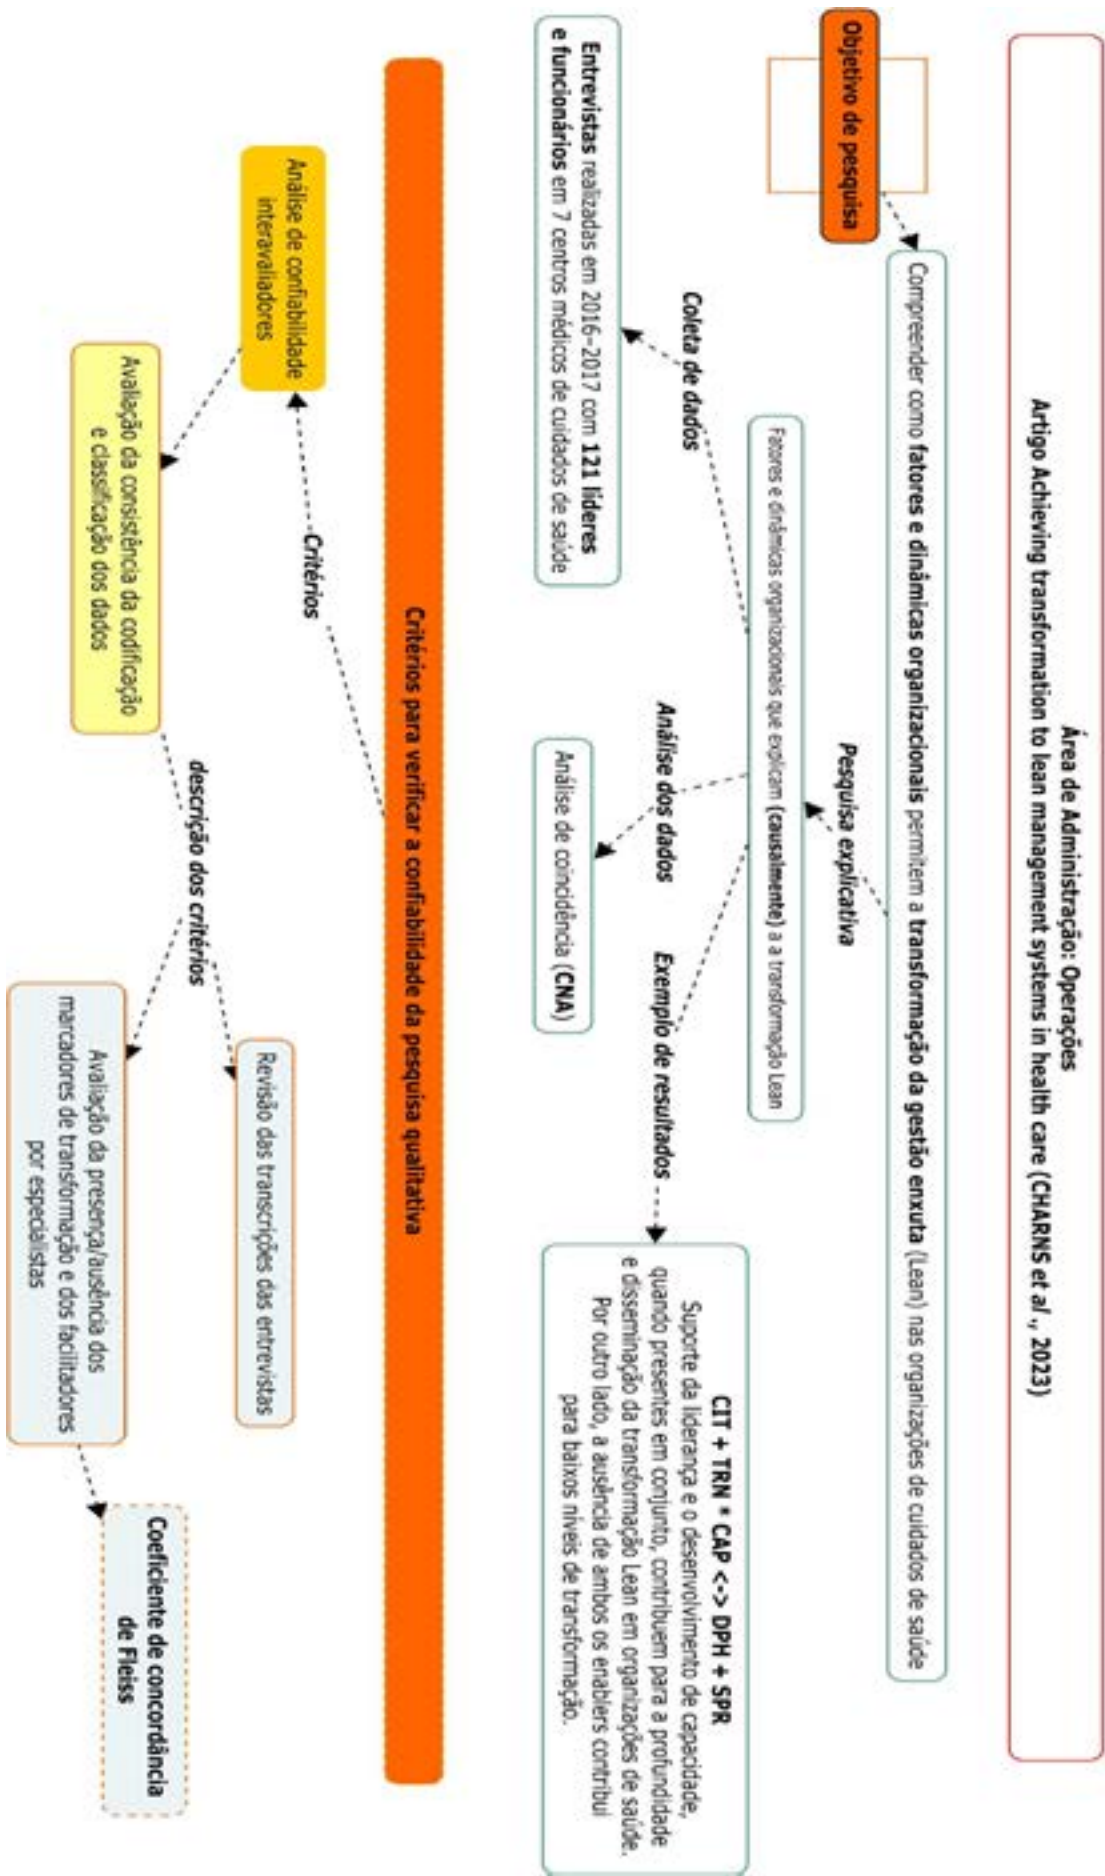 Área de Administração: Operações
Artigo Achieving transformation to lean management systems in health care (CHARNS et al., 2023)
Objetivo de pesquisa
Compreender como fatores e dinâmicas organizacionais permitem a transformação da gestão enxuta (Lean) nas organizações de cuidados de saúde
Pesquisa explicativa
Fatores e dinâmicas organizacionais que explicam (causalmente) a a transformação Lean
Coleta de dados
Análise dos dados
Exemplo de resultados
Entrevistas realizadas em 2016-2017 com 121 líderes
e funcionários em 7 centros médicos de cuidados de saúde
Análise de coincidência (CNA)
CIT + TRN * CAP <-> DPH + SPR
Suporte da liderança e o desenvolvimento de capacidade,
quando presentes em conjunto, contribuem para a profundidade
e disseminação da transformação Lean em organizações de saúde.
Por outro lado, a ausência de ambos os enablers contribui
para baixos níveis de transformação.
Critérios para verificar a confiabilidade da pesquisa qualitativa
Critérios
Análise de confiabilidade
interavaliadores
Avaliação da consistência da codificação
e classificação dos dados
descrição dos critérios
Revisão das transcrições das entrevistas
Avaliação da presença/ausência dos
marcadores de transformação e dos facilitadores
por especialistas
Coeficiente de concordância
de Fleiss